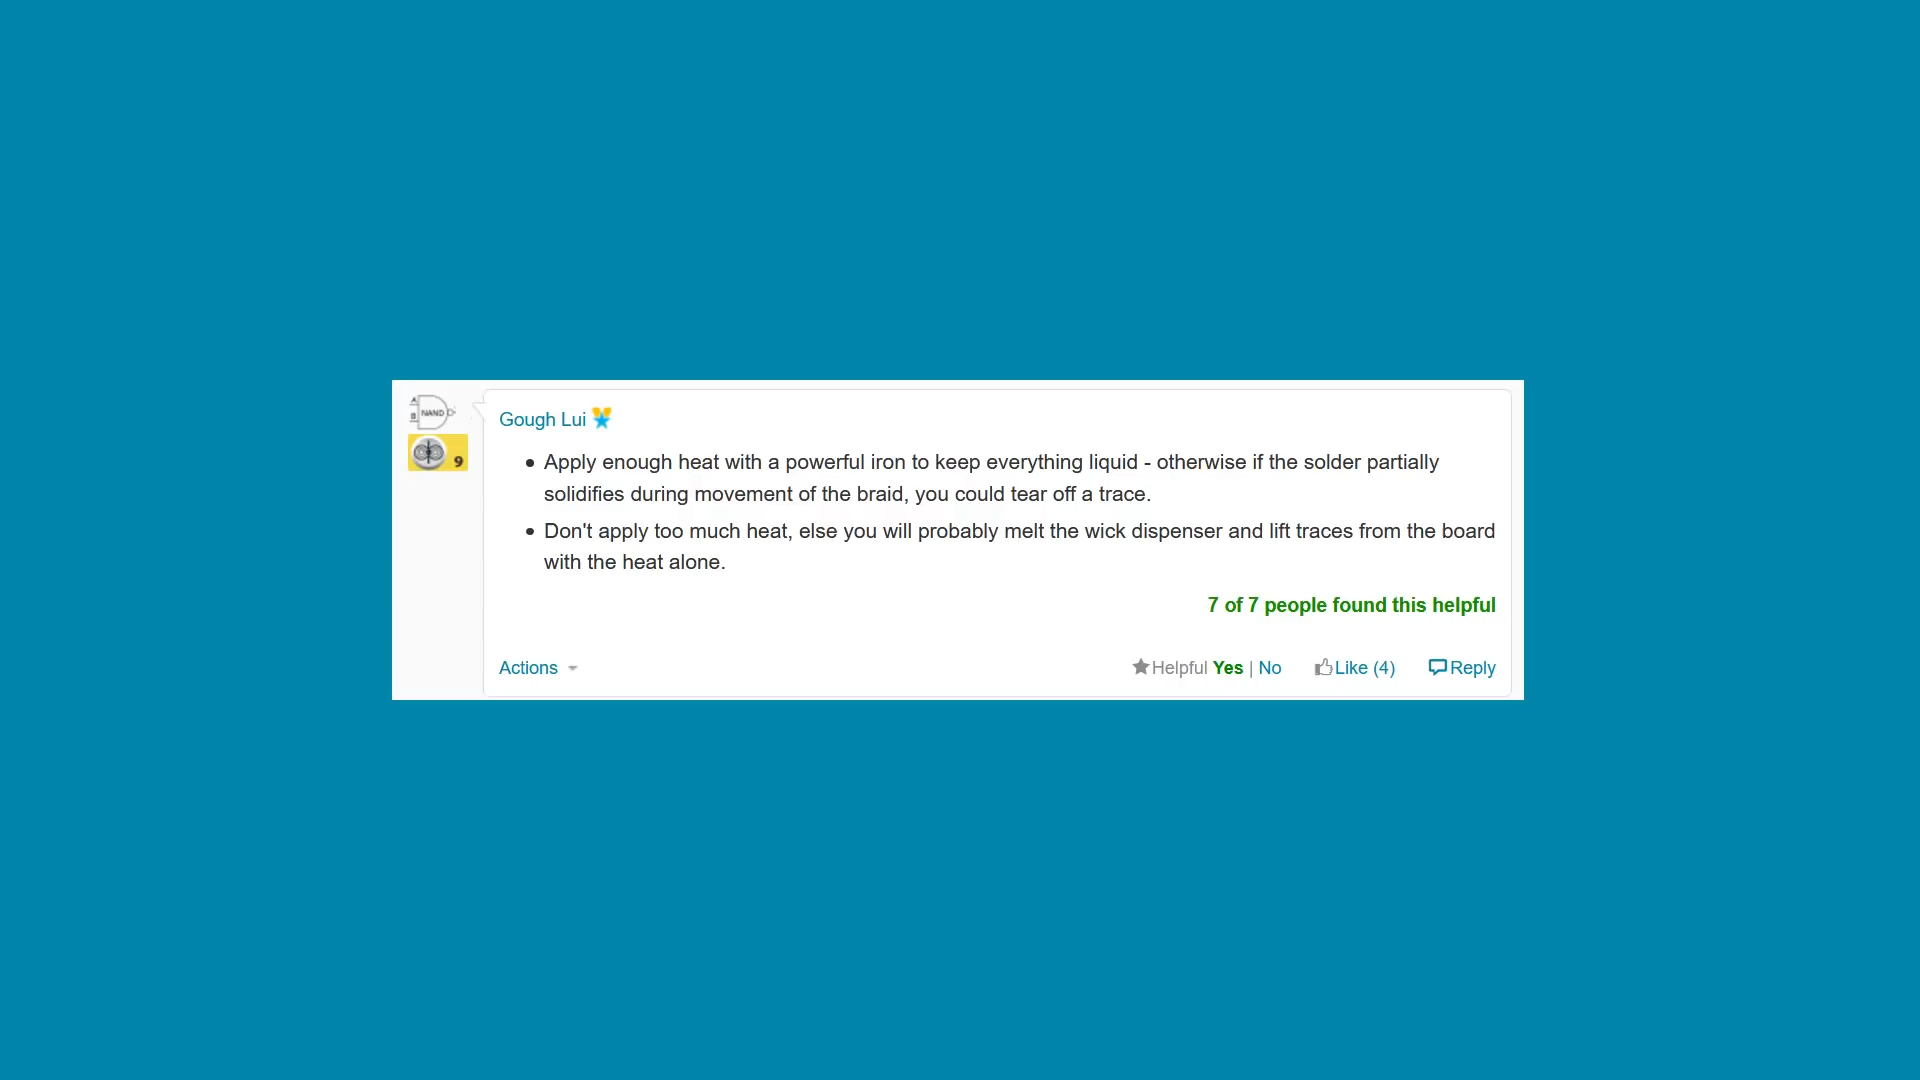 A
B
NAND
9
Gough Lui
• Apply enough heat with a powerful iron to keep everything liquid - otherwise if the solder partially
solidifies during movement of the braid, you could tear off a trace.
• Don't apply too much heat, else you will probably melt the wick dispenser and lift traces from the board
with the heat alone.
7 of 7 people found this helpful
Actions
Helpful Yes | No Like (4) Reply